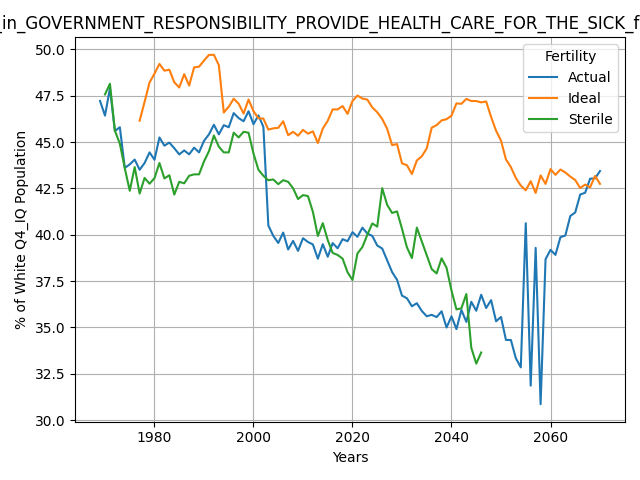 _in_GOVERNMENT_RESPONSIBILITY_PROVIDE_HEALTH_CARE_FOR_THE_SICK_f
Fertility
Actual
Ideal
Sterile
% of White Q4_IQ Population
50.0
47.5
45.0
42.5
40.0
37.5
35.0
32.5
30.0
1980
2000
2020
2040
2060
Years